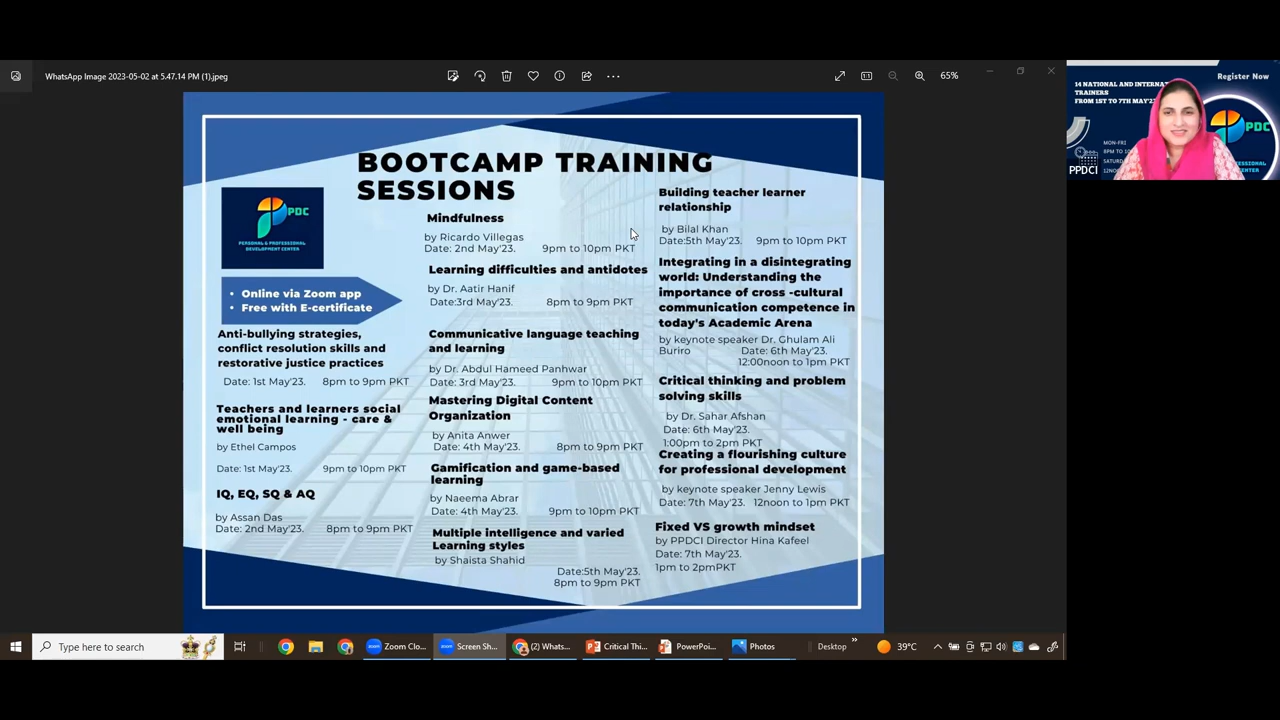 WhatsApp Image 2023-05-02 at 5.47.14 PM (1).jpeg
65%
BOOTCAMP TRAINING
SESSIONS
PDC
PERSONAL & PROFESSIONAL
DEVELOPMENT CENTER
• Online via Zoom app
• Free with E-certificate
Anti-bullying strategies,
conflict resolution skills and
restorative justice practices
Date: 1st May'23. 8pm to 9pm PKT
Teachers and learners social
emotional learning - care &
well being
by Ethel Campos
Date: 1st May'23. 9pm to 10pm PKT
IQ, EQ, SQ & AQ
by Assan Das
Date: 2nd May'23. 8pm to 9pm PKT
Mindfulness
by Ricardo Villegas
Date: 2nd May'23. 9pm to 10pm PKT
Learning difficulties and antidotes
by Dr. Aatir Hanif
Date:3rd May'23. 8pm to 9pm PKT
Communicative language teaching
and learning
by Dr. Abdul Hameed Panhwar
Date: 3rd May'23. 9pm to 10pm PKT
Mastering Digital Content
Organization
by Anita Anwer
Date: 4th May'23. 8pm to 9pm PKT
Gamification and game-based
learning
by Naeema Abrar
Date: 4th May'23. 9pm to 10pm PKT
Multiple intelligence and varied
Learning styles
by Shaista Shahid
Date:5th May'23.
8pm to 9pm PKT
Building teacher learner
relationship
by Bilal Khan
Date:5th May'23. 9pm to 10pm PKT
Integrating in a disintegrating
world: Understanding the
importance of cross -cultural
communication competence in
today's Academic Arena
by keynote speaker Dr. Ghulam Ali
Buriro Date: 6th May'23.
12:00noon to 1pm PKT
Critical thinking and problem
solving skills
by Dr. Sahar Afshan
Date: 6th May'23.
1:00pm to 2pm PKT
Creating a flourishing culture
for professional development
by keynote speaker Jenny Lewis
Date: 7th May'23. 12noon to 1pm PKT
Fixed VS growth mindset
by PPDCI Director Hina Kafeel
Date: 7th May'23.
1pm to 2pmPKT
Register Now
14 NATIONAL AND
TRAINERS
FROM 1ST TO 7TH MAY'23
PDC
MON-FRI
8PM TO
PPDCI
Type here to search
Zoom Clo...
Screen Sh...
(2) Whats...
Critical Thi...
PowerPoi...
Photos
Desktop
39°C